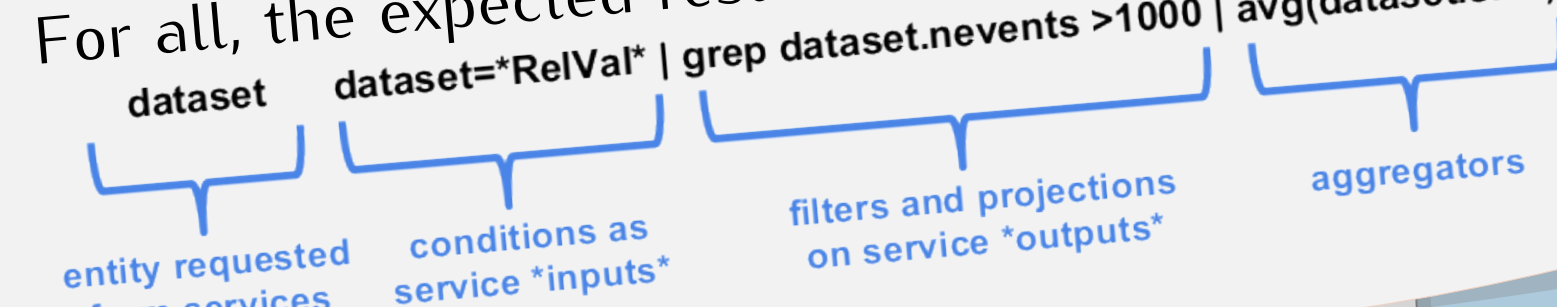 For all, the expected
dataset dataset=*RelVal* | grep dataset.nevents >1000 |
entity requested
services
conditions as
service *inputs*
filters and projections
on service *outputs*
aggregators